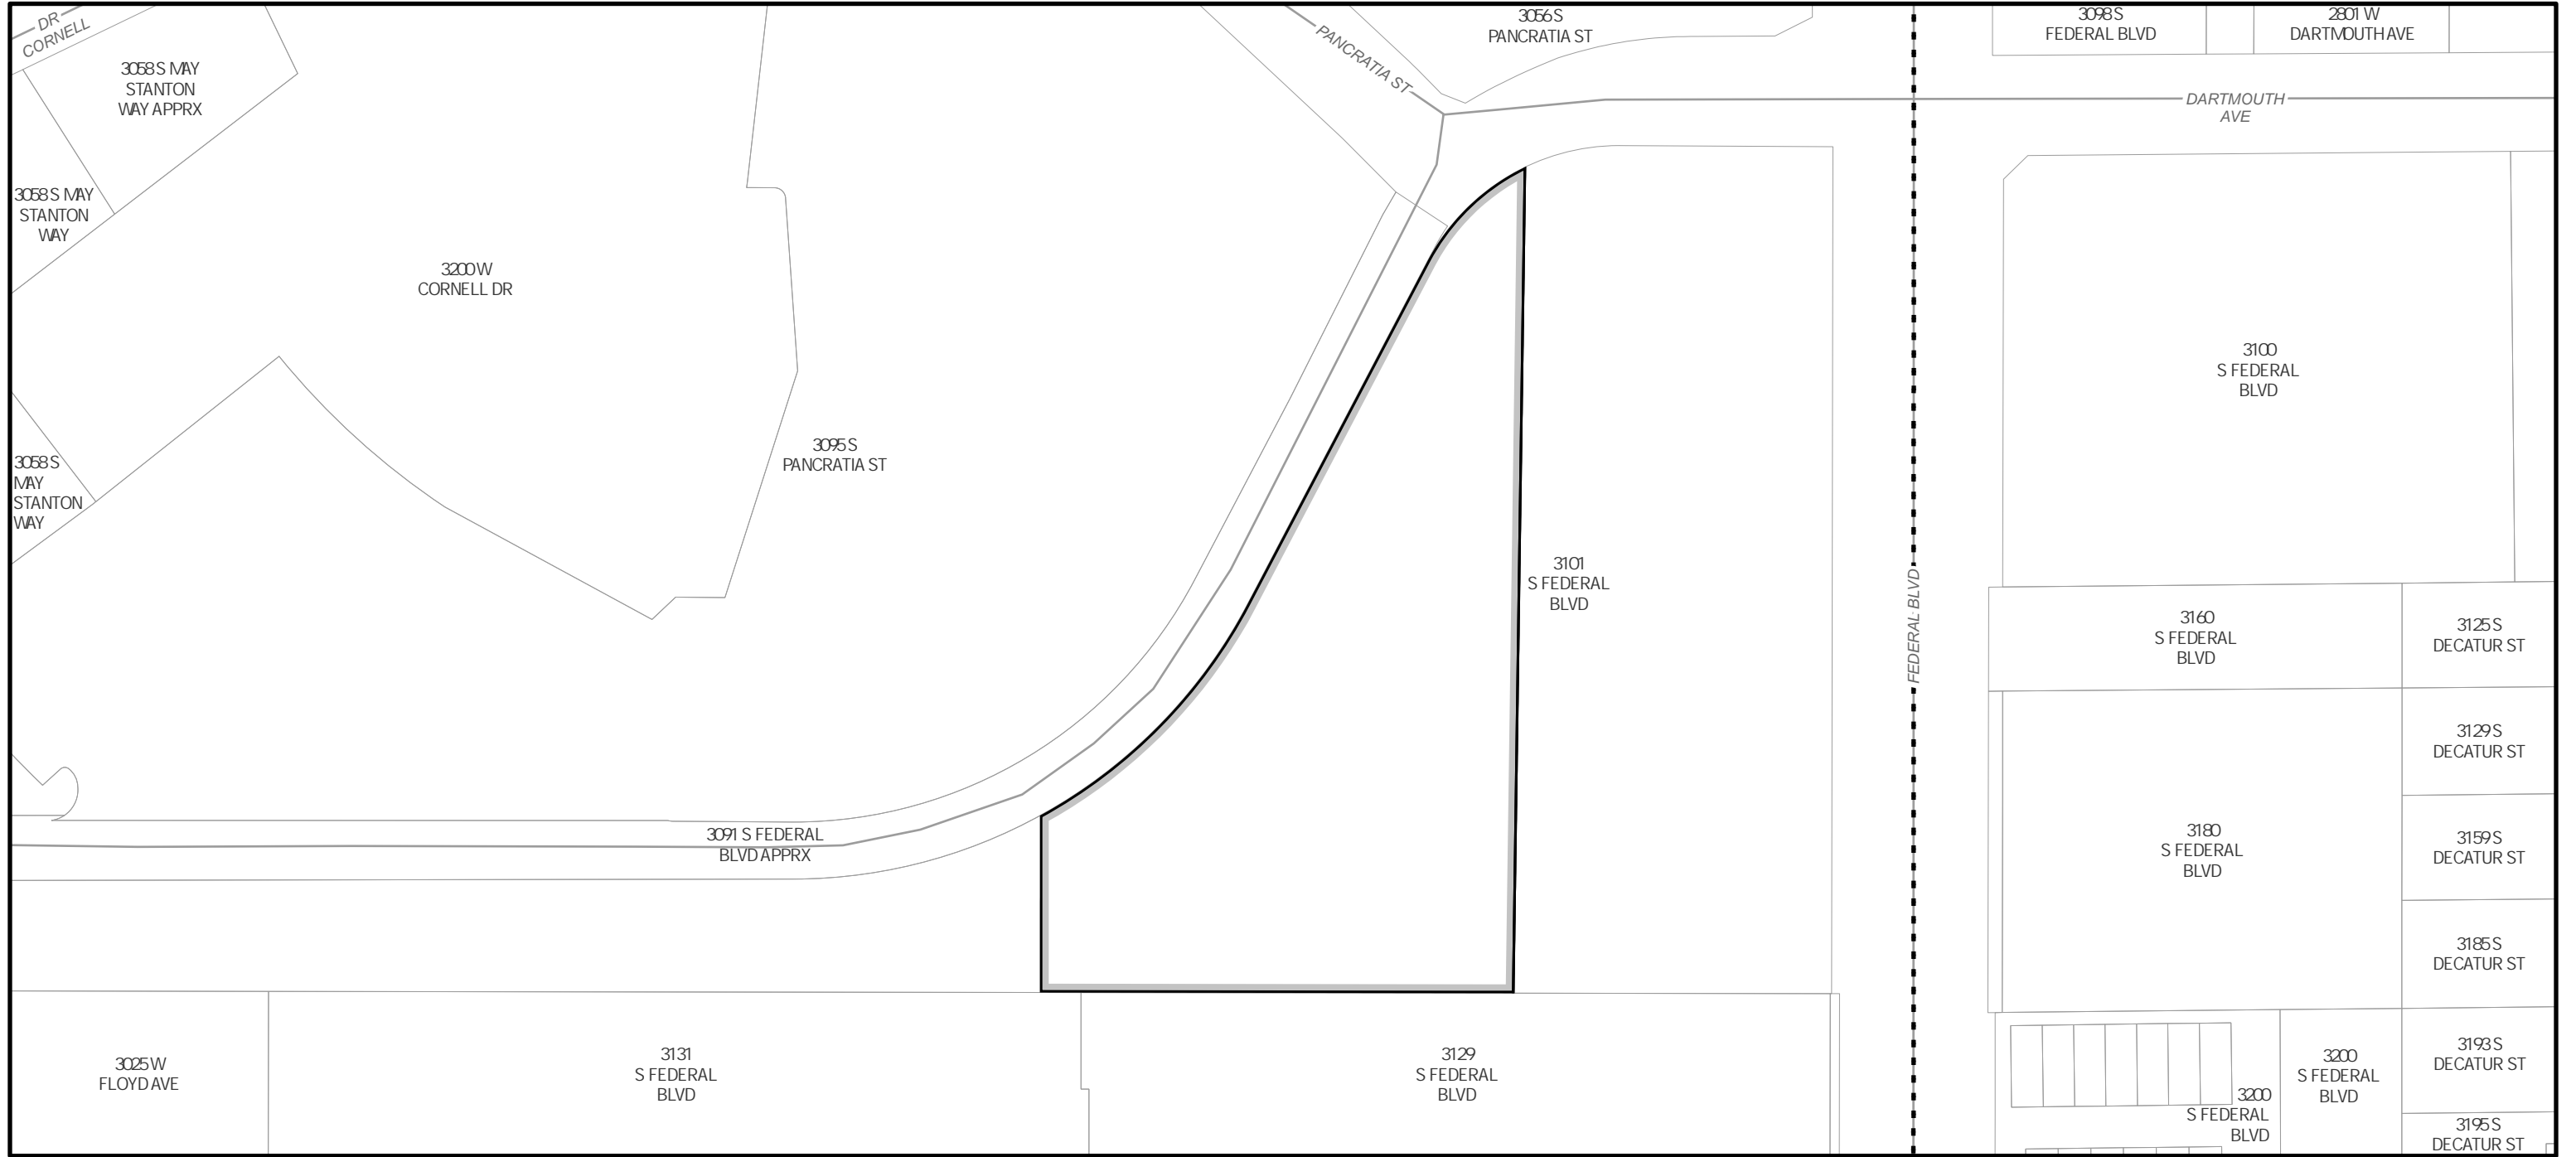 DR
CORNELL
3058 S MAY
STANTON
WAY APPRX
3058 S MAY
STANTON
WAY
3200 W
CORNELL DR
3058 S
MAY
STANTON
WAY
3095 S
PANCRATIA ST
PANCRATIA ST
3056 S
PANCRATIA ST
3098 S
FEDERAL BLVD
2801 W
DARTMOUTH AVE
DARTMOUTH
AVE
3100
S FEDERAL
BLVD
3101
S FEDERAL
BLVD
FEDERAL BLVD
3160
S FEDERAL
BLVD
3125 S
DECATUR ST
3129 S
DECATUR ST
3091 S FEDERAL
BLVD APPRX
3180
S FEDERAL
BLVD
3159 S
DECATUR ST
3185 S
DECATUR ST
3025 W
FLOYD AVE
3131
S FEDERAL
BLVD
3129
S FEDERAL
BLVD
3200
S FEDERAL
BLVD
3200
S FEDERAL
BLVD
3193 S
DECATUR ST
3195 S
DECATUR ST